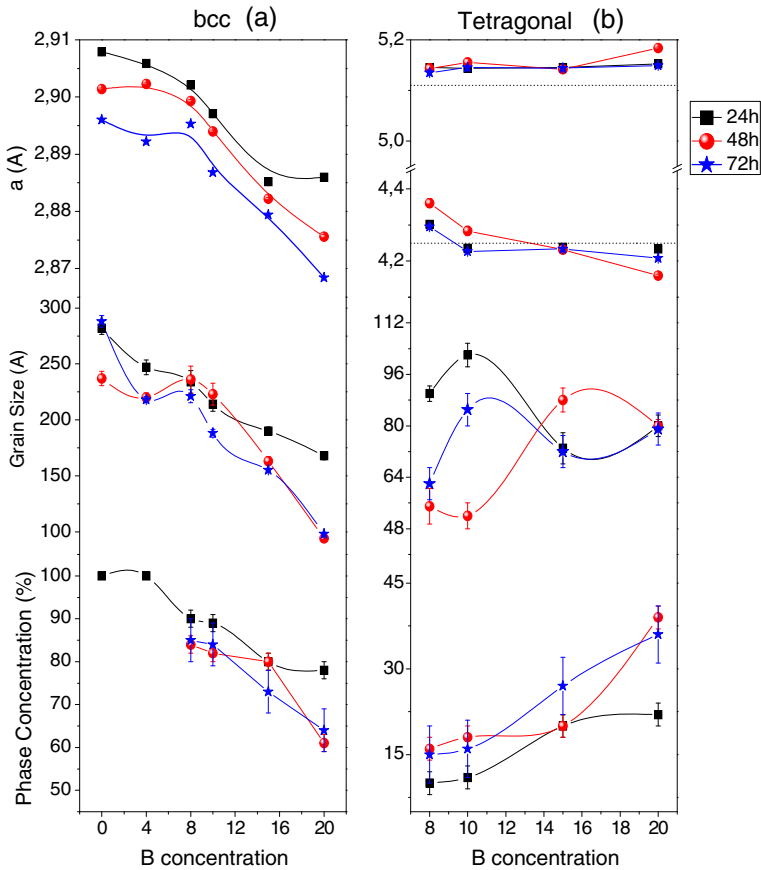 bcc (a)
Tetragonal (b)
2,91
2,90
2,89
2,88
2,87
a (A)
300
250
200
150
100
Grain Size (A)
100
90
80
70
60
50
Phase Concentration (%)
0 4 8 10 12 16 20
B concentration
5,2
5,0
4,4
4,2
112
96
80
64
48
45
30
15
8 10 12 14 16 18 20
B concentration
24h
48h
72h